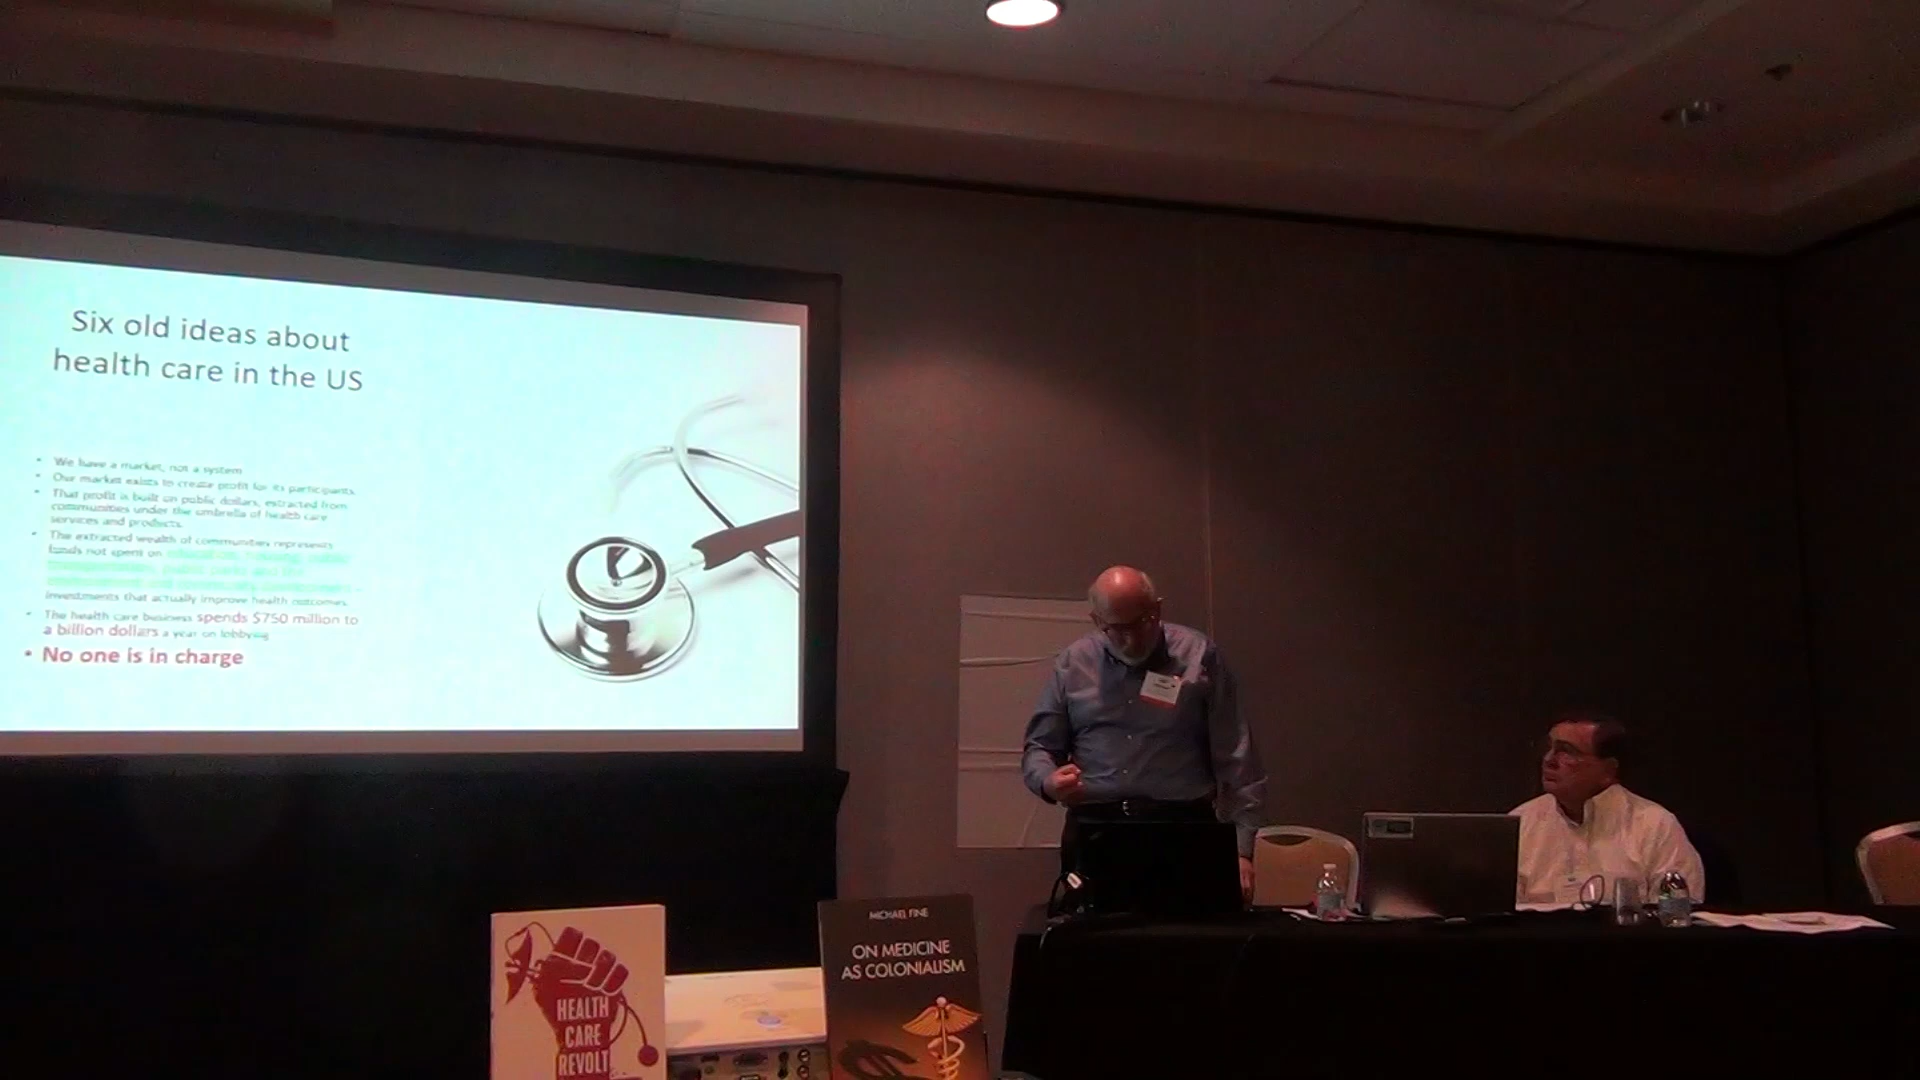 Six old ideas about
health care in the US
• We have a market, not a system
• Our market exists to create profit for its participants
• That profit is built on public dollars, extracted from
communities under the umbrella of health care
services and products.
• The extracted wealth of communities represents
funds not spent on
investments that actually improve health outcomes
• The health care business spends $750 million to
a billion dollars a year on lobbying
• No one is in charge
HEALTH
CARE
REVOLT
MICHAEL FINE
ON MEDICINE
AS COLONIALISM